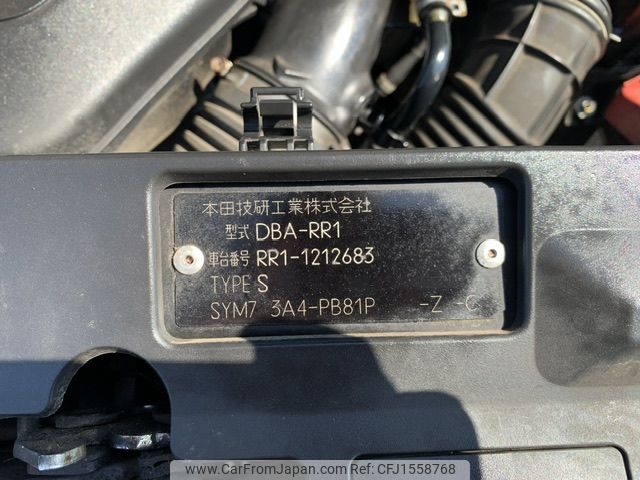 本田技研工業株式会社
型式 DBA-RR1
車台番号 RR1-1212683
TYPE S
SYM7 3A4-PB81P -Z -C
www.CarFromJapan.com | Photo: CFJ1558768